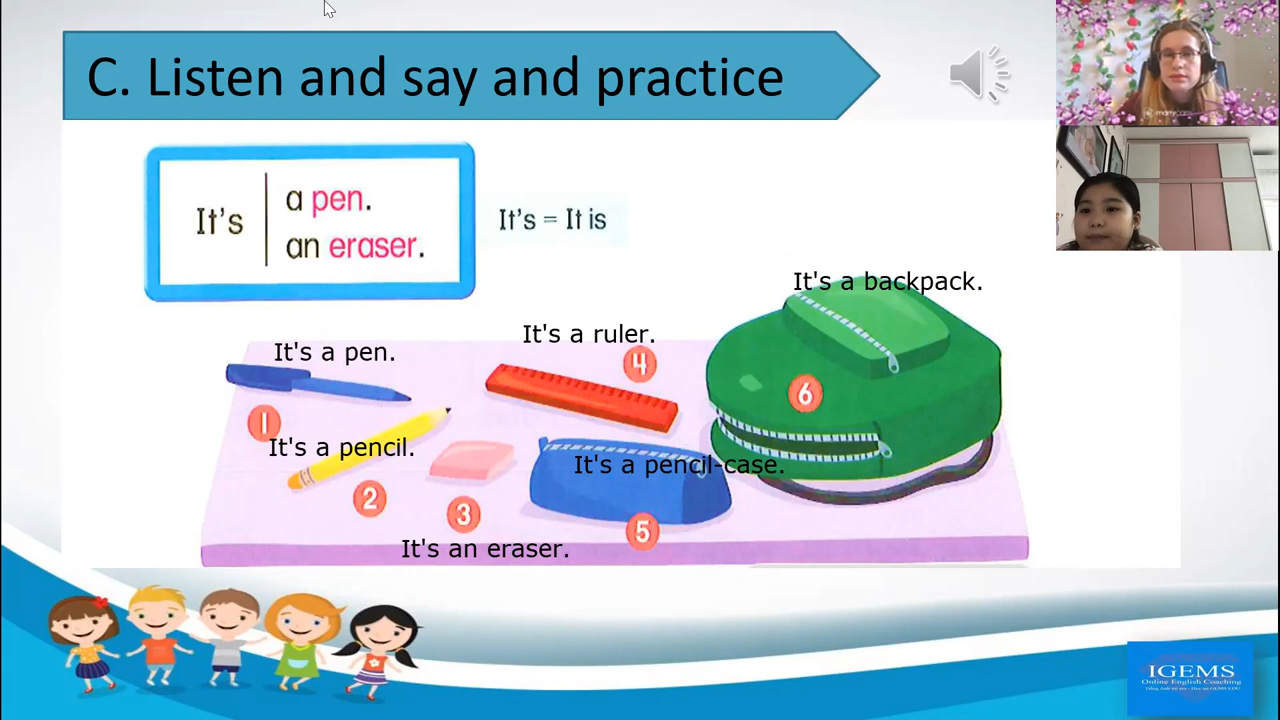 C. Listen and say and practice
It's
a pen.
an eraser.
It's = It is
It's a backpack.
It's a ruler.
It's a pen.
4
6
1
It's a pencil.
It's a pencil-case.
2
3
5
It's an eraser.
IGEMS
Online English Coaching